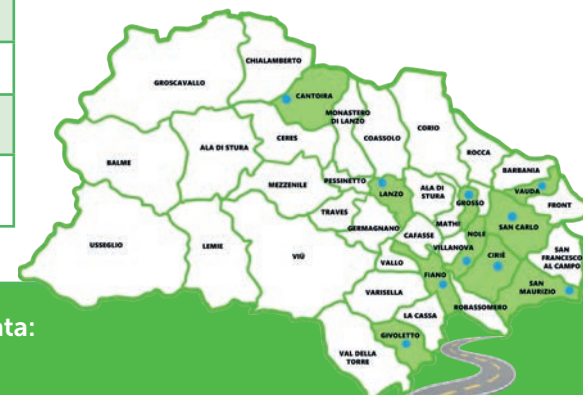 CHIALAMBERTO
GROSCAVALLO
CANTOIRA
MONASTERO
DI LANZO
CORIO
CERES
COASSOLO
ALA DI STURA
ROCCA
BALME
BARBANIA
MEZZENILE
PESSINETTO
LANZO
ALA DI
STURA
GROSSO
VAUDA
FRONT
TRAVES
GERMAGNANO
MATHI
NOLE
SAN CARLO
CAFASSE
VILLANOVA
USSEGLIO
LEMIE
VIÙ
VALLO
CIRIÈ
SAN
FRANCESCO
AL CAMPO
FIANO
SAN
MAURIZIO
VARISELLA
ROBASSOMERO
LA CASSA
GIVOLETTO
VAL DELLA
TORRE
ata: